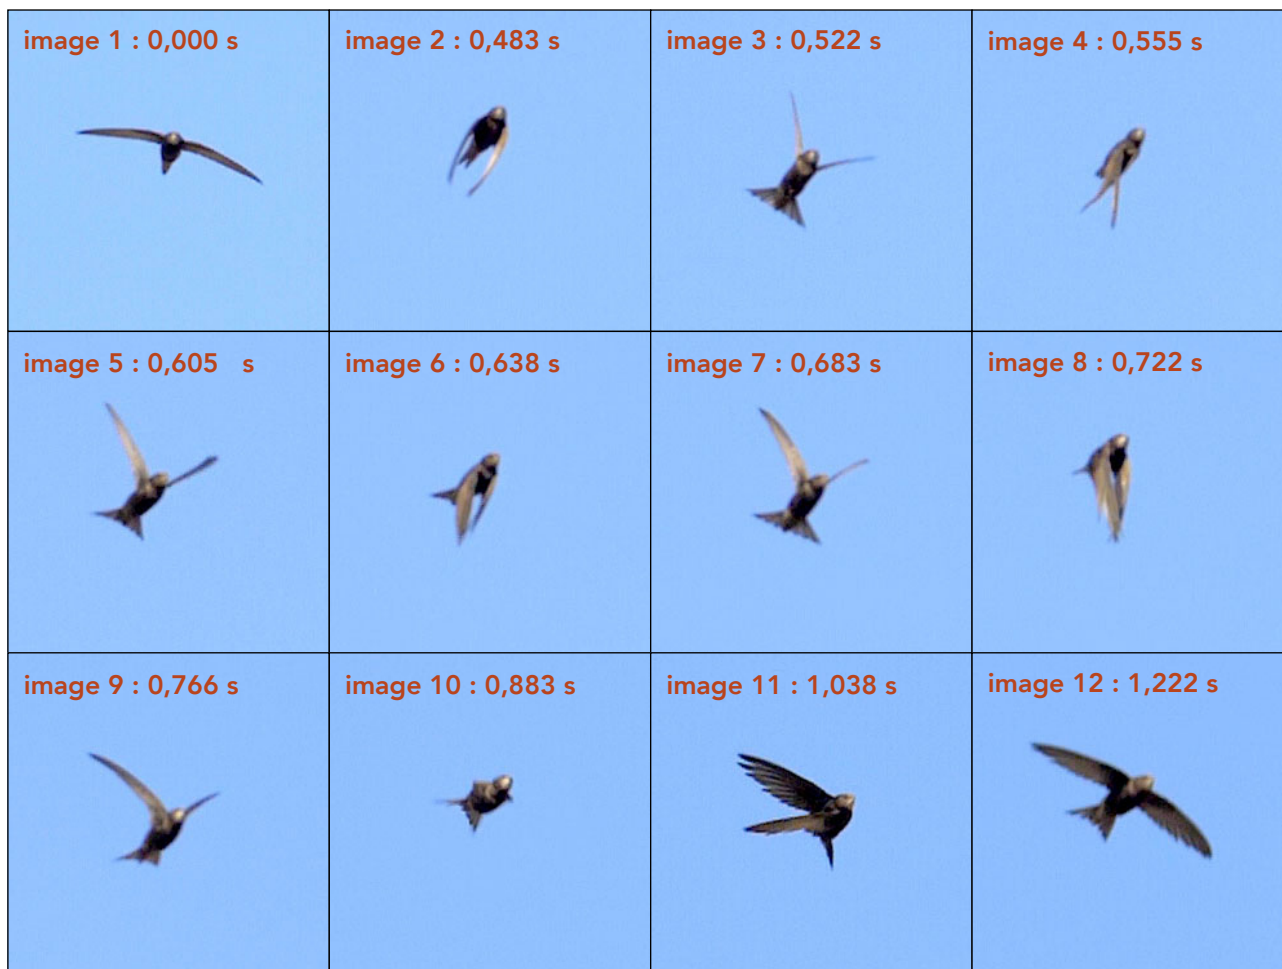 image 1 : 0,000 s
image 2 : 0,483 s
image 3 : 0,522 s
image 4 : 0,555 s
image 5 : 0,605 s
image 6 : 0,638 s
image 7 : 0,683 s
image 8 : 0,722 s
image 9 : 0,766 s
image 10 : 0,883 s
image 11 : 1,038 s
image 12 : 1,222 s